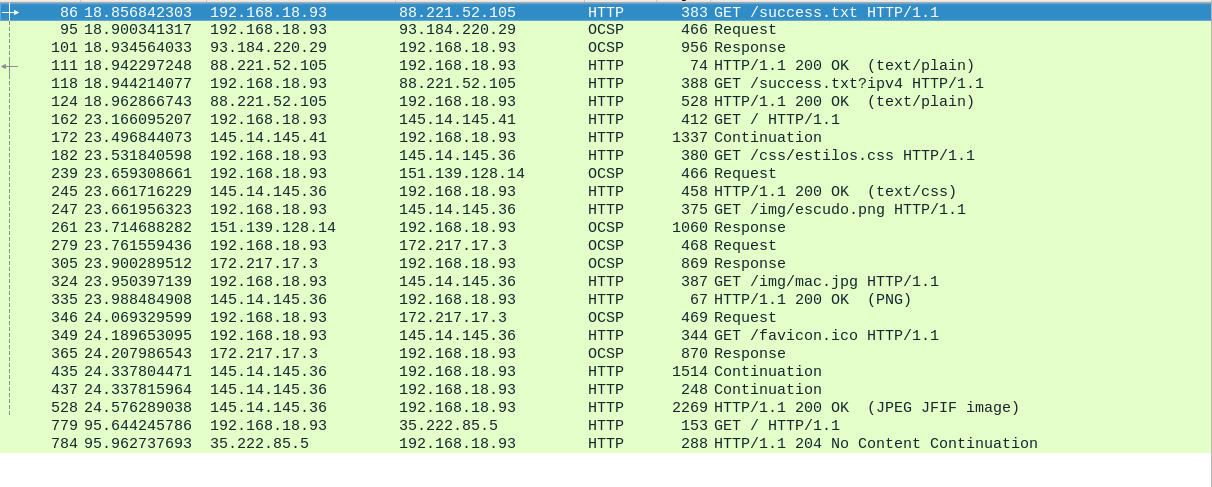 86 18.856842303 192.168.18.93 88.221.52.105 HTTP 383 GET /success.txt HTTP/1.1
95 18.900341317 192.168.18.93 93.184.220.29 OCSP 466 Request
101 18.934564033 93.184.220.29 192.168.18.93 OCSP 956 Response
111 18.942297248 88.221.52.105 192.168.18.93 HTTP 74 HTTP/1.1 200 OK (text/plain)
118 18.944214077 192.168.18.93 88.221.52.105 HTTP 388 GET /success.txt?ipv4 HTTP/1.1
124 18.962866743 88.221.52.105 192.168.18.93 HTTP 528 HTTP/1.1 200 OK (text/plain)
162 23.166095207 192.168.18.93 145.14.145.41 HTTP 412 GET / HTTP/1.1
172 23.496844073 145.14.145.41 192.168.18.93 HTTP 1337 Continuation
182 23.531840598 192.168.18.93 145.14.145.36 HTTP 380 GET /css/estilos.css HTTP/1.1
239 23.659308661 192.168.18.93 151.139.128.14 OCSP 466 Request
245 23.661716229 145.14.145.36 192.168.18.93 HTTP 458 HTTP/1.1 200 OK (text/css)
247 23.661956323 192.168.18.93 145.14.145.36 HTTP 375 GET /img/escudo.png HTTP/1.1
261 23.714688282 151.139.128.14 192.168.18.93 OCSP 1060 Response
279 23.761559436 192.168.18.93 172.217.17.3 OCSP 468 Request
305 23.900289512 172.217.17.3 192.168.18.93 OCSP 869 Response
324 23.950397139 192.168.18.93 145.14.145.36 HTTP 387 GET /img/mac.jpg HTTP/1.1
335 23.988484908 145.14.145.36 192.168.18.93 HTTP 67 HTTP/1.1 200 OK (PNG)
346 24.069329599 192.168.18.93 172.217.17.3 OCSP 469 Request
349 24.189653095 192.168.18.93 145.14.145.36 HTTP 344 GET /favicon.ico HTTP/1.1
365 24.207986543 172.217.17.3 192.168.18.93 OCSP 870 Response
435 24.337804471 145.14.145.36 192.168.18.93 HTTP 1514 Continuation
437 24.337815964 145.14.145.36 192.168.18.93 HTTP 248 Continuation
528 24.576289038 145.14.145.36 192.168.18.93 HTTP 2269 HTTP/1.1 200 OK (JPEG JFIF image)
779 95.644245786 192.168.18.93 35.222.85.5 HTTP 153 GET / HTTP/1.1
784 95.962737693 35.222.85.5 192.168.18.93 HTTP 288 HTTP/1.1 204 No Content Continuation